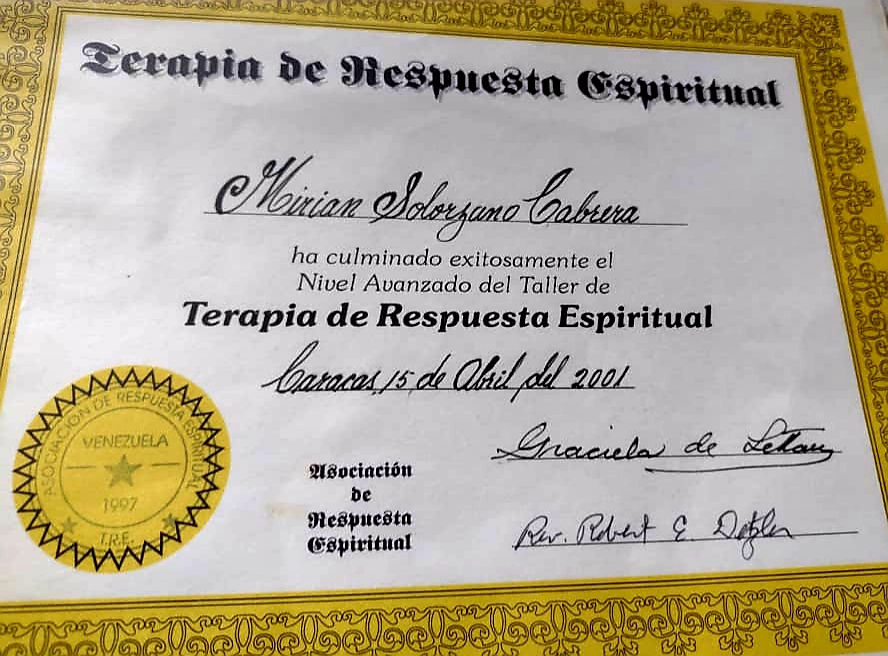 Terapia de Respuesta Espiritual
Mirian Solorzano Cabrera
ha culminado exitosamente el
Nivel Avanzado del Taller de
Terapia de Respuesta Espiritual
Caracas, 15 de Abril del 2001
ASOCIACION DE RESPUESTA ESPIRITUAL
VENEZUELA
1997
T.R.E.
Asociación
de
Respuesta
Espiritual
Graciela de
Rev. Robert E. Detzler